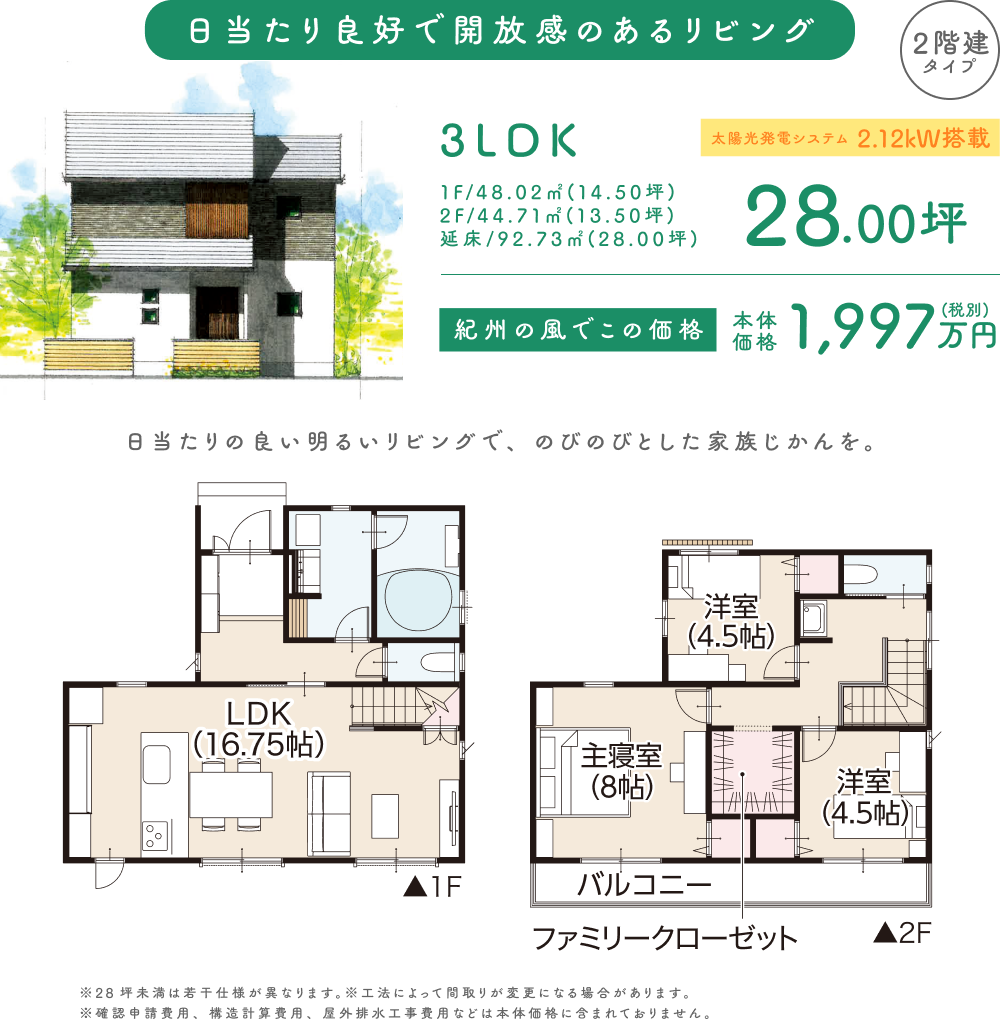 日当たり良好で開放感のあるリビング
2階建
タイプ
3LDK
太陽光発電システム 2.12kW搭載
1F/48.02㎡(14.50坪)
2F/44.71㎡(13.50坪)
延床/92.73㎡(28.00坪)
28.00坪
紀州の風でこの価格
本体
価格
1,997万円
(税別)
日当たりの良い明るいリビングで、のびのびとした家族じかんを。
LDK
(16.75帖)
▲1F
洋室
(4.5帖)
主寝室
(8帖)
洋室
(4.5帖)
バルコニー
ファミリークローゼット
▲2F
※28坪未満は若干仕様が異なります。※工法によって間取りが変更になる場合があります。
※確認申請費用、構造計算費用、屋外排水工事費用などは本体価格に含まれておりません。